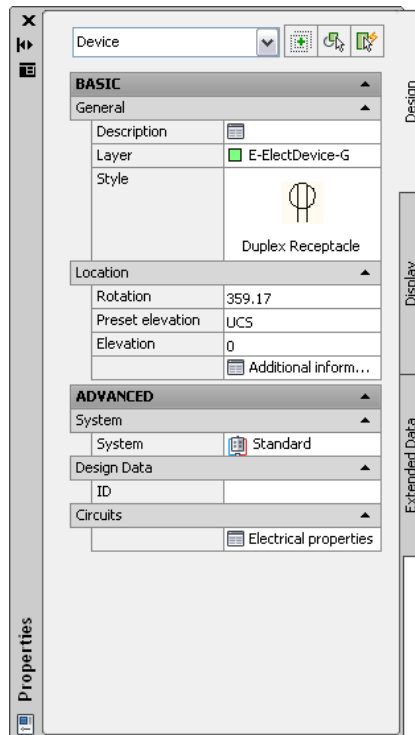 Device
BASIC
General
Description
Layer E-ElectDevice-G
Style
Duplex Receptacle
Location
Rotation 359.17
Preset elevation UCS
Elevation 0
Additional inform...
ADVANCED
System
System Standard
Design Data
ID
Circuits
Electrical properties
Design
Display
Extended Data
Properties